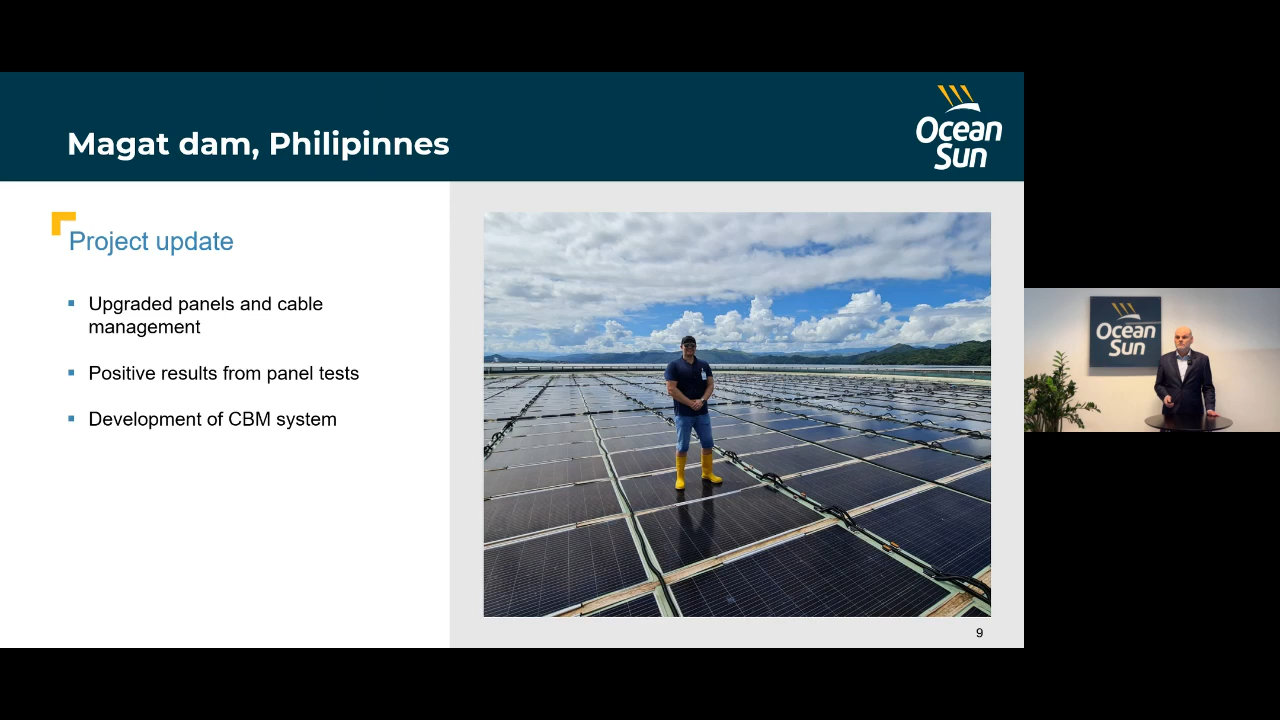 Magat dam, Philipinnes
Ocean
Sun
Project update
Upgraded panels and cable
management
Positive results from panel tests
Development of CBM system
9
Ocean
Sun